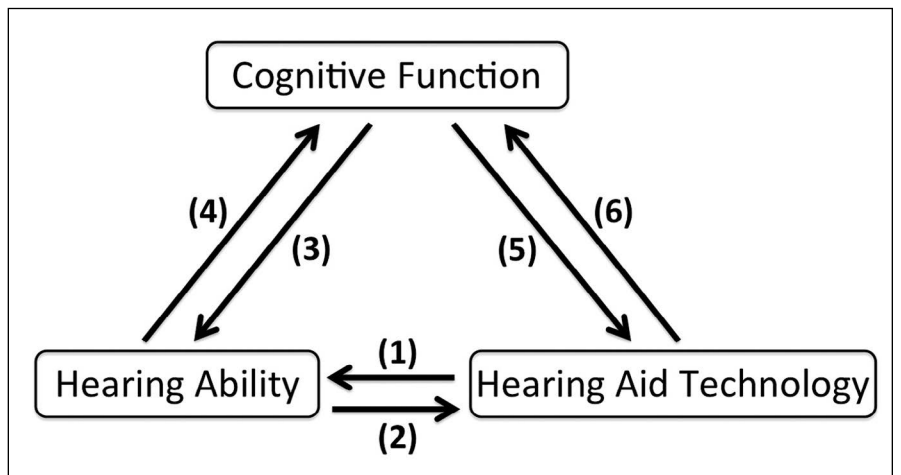 Cognitive Function
(4)
(6)
(3)
(5)
(1)
Hearing Ability
Hearing Aid Technology
(2)